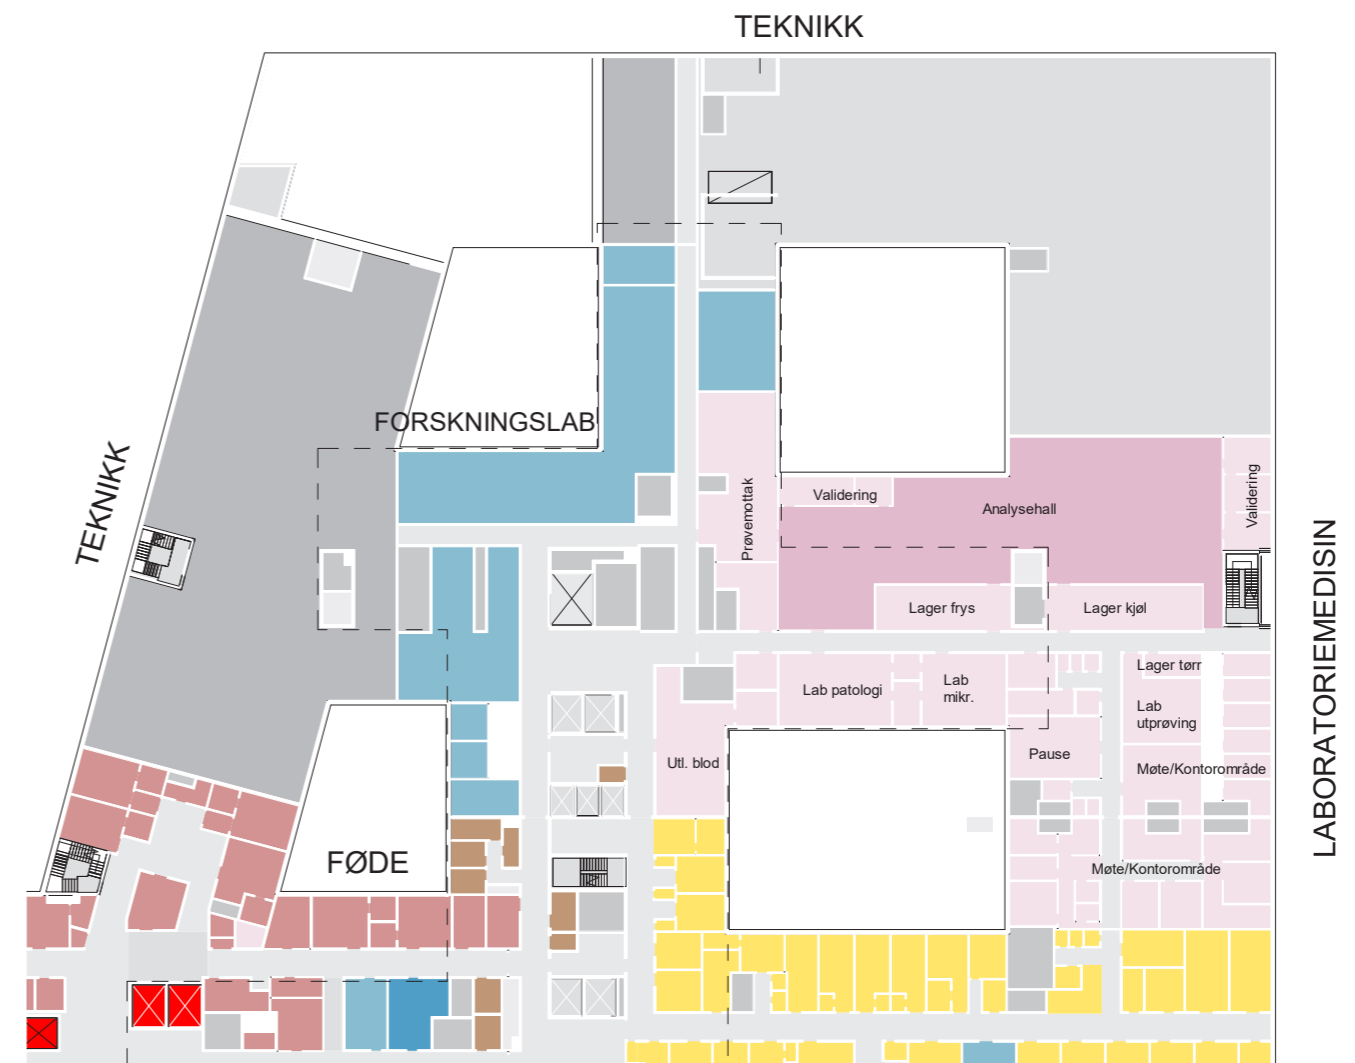 TEKNIKK
FORSKNINGSLAB
TEKNIKK
Prøvemottak
Validering
Analysehall
Validering
Lager frys
Lager kjøl
LABORATORIEMEDISIN
Lab patologi
Lab
mikr.
Lager tørr
Lab
utprøving
Utl. blod
Pause
Møte/Kontorområde
FØDE
Møte/Kontorområde